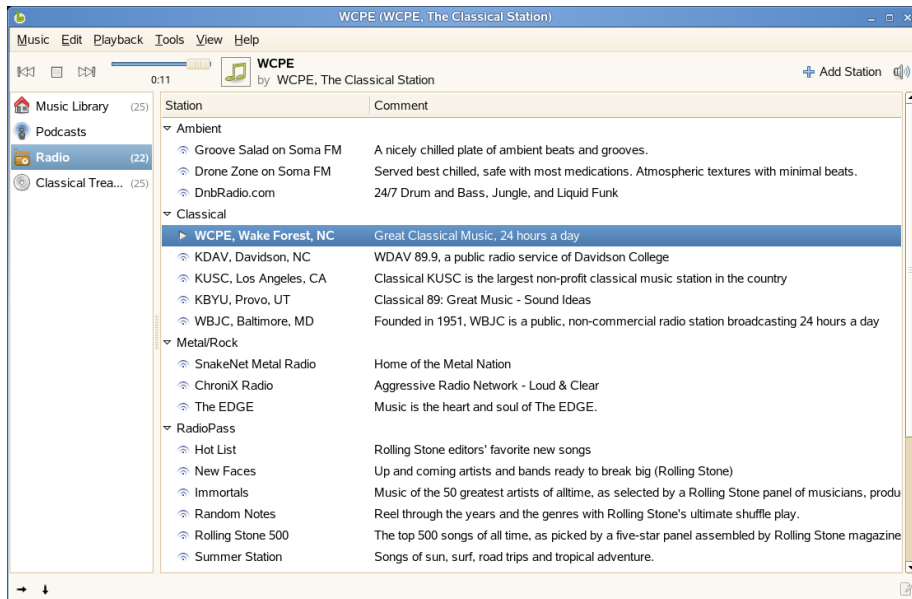 WCPE (WCPE, The Classical Station)
Music Edit Playback Tools View Help
WCPE
0:11 by WCPE, The Classical Station
Add Station
Music Library (25)
Podcasts
Radio (22)
Classical Trea... (25)
Station Comment
Ambient
Groove Salad on Soma FM A nicely chilled plate of ambient beats and grooves.
Drone Zone on Soma FM Served best chilled, safe with most medications. Atmospheric textures with minimal beats.
DnbRadio.com 24/7 Drum and Bass, Jungle, and Liquid Funk
Classical
WCPE, Wake Forest, NC Great Classical Music, 24 hours a day
KDAV, Davidson, NC WDAV 89.9, a public radio service of Davidson College
KUSC, Los Angeles, CA Classical KUSC is the largest non-profit classical music station in the country
KBYU, Provo, UT Classical 89: Great Music - Sound Ideas
WBJC, Baltimore, MD Founded in 1951, WBJC is a public, non-commercial radio station broadcasting 24 hours a day
Metal/Rock
SnakeNet Metal Radio Home of the Metal Nation
ChroniX Radio Aggressive Radio Network - Loud & Clear
The EDGE Music is the heart and soul of The EDGE.
RadioPass
Hot List Rolling Stone editors' favorite new songs
New Faces Up and coming artists and bands ready to break big (Rolling Stone)
Immortals Music of the 50 greatest artists of alltime, as selected by a Rolling Stone panel of musicians, produ
Random Notes Reel through the years and the genres with Rolling Stone's ultimate shuffle play.
Rolling Stone 500 The top 500 songs of all time, as picked by a five-star panel assembled by Rolling Stone magazine
Summer Station Songs of sun, surf, road trips and tropical adventure.